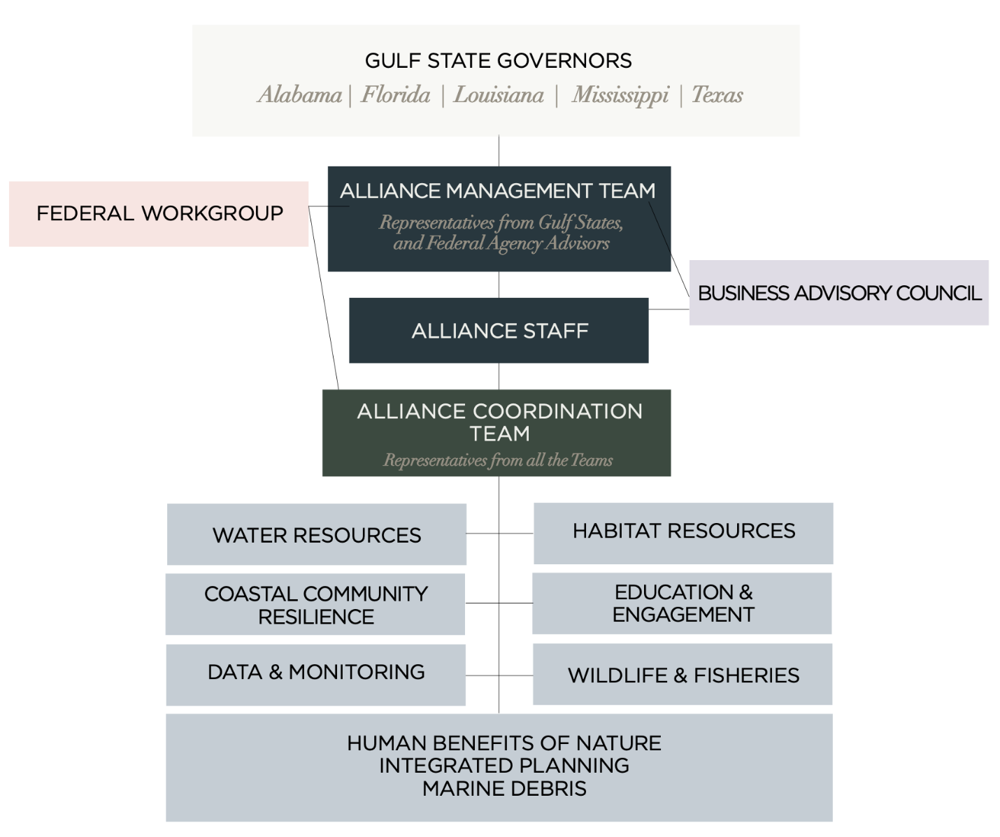 GULF STATE GOVERNORS
Alabama | Florida | Louisiana | Mississippi | Texas
ALLIANCE MANAGEMENT TEAM
Representatives from Gulf States,
and Federal Agency Advisors
FEDERAL WORKGROUP
BUSINESS ADVISORY COUNCIL
ALLIANCE STAFF
ALLIANCE COORDINATION
TEAM
Representatives from all the Teams
WATER RESOURCES
HABITAT RESOURCES
COASTAL COMMUNITY
RESILIENCE
EDUCATION &
ENGAGEMENT
DATA & MONITORING
WILDLIFE & FISHERIES
HUMAN BENEFITS OF NATURE
INTEGRATED PLANNING
MARINE DEBRIS